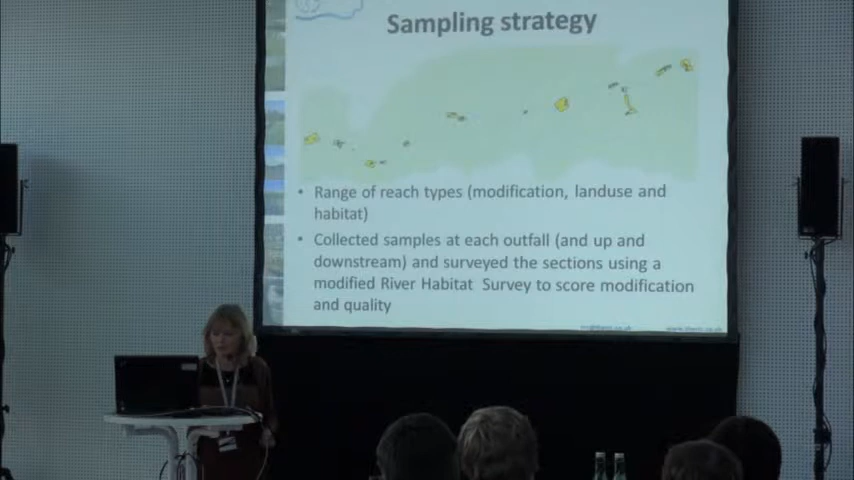 Sampling strategy
• Range of reach types (modification, landuse and
habitat)
• Collected samples at each outfall (and up and
downstream) and surveyed the sections using a
modified River Habitat Survey to score modification
and quality